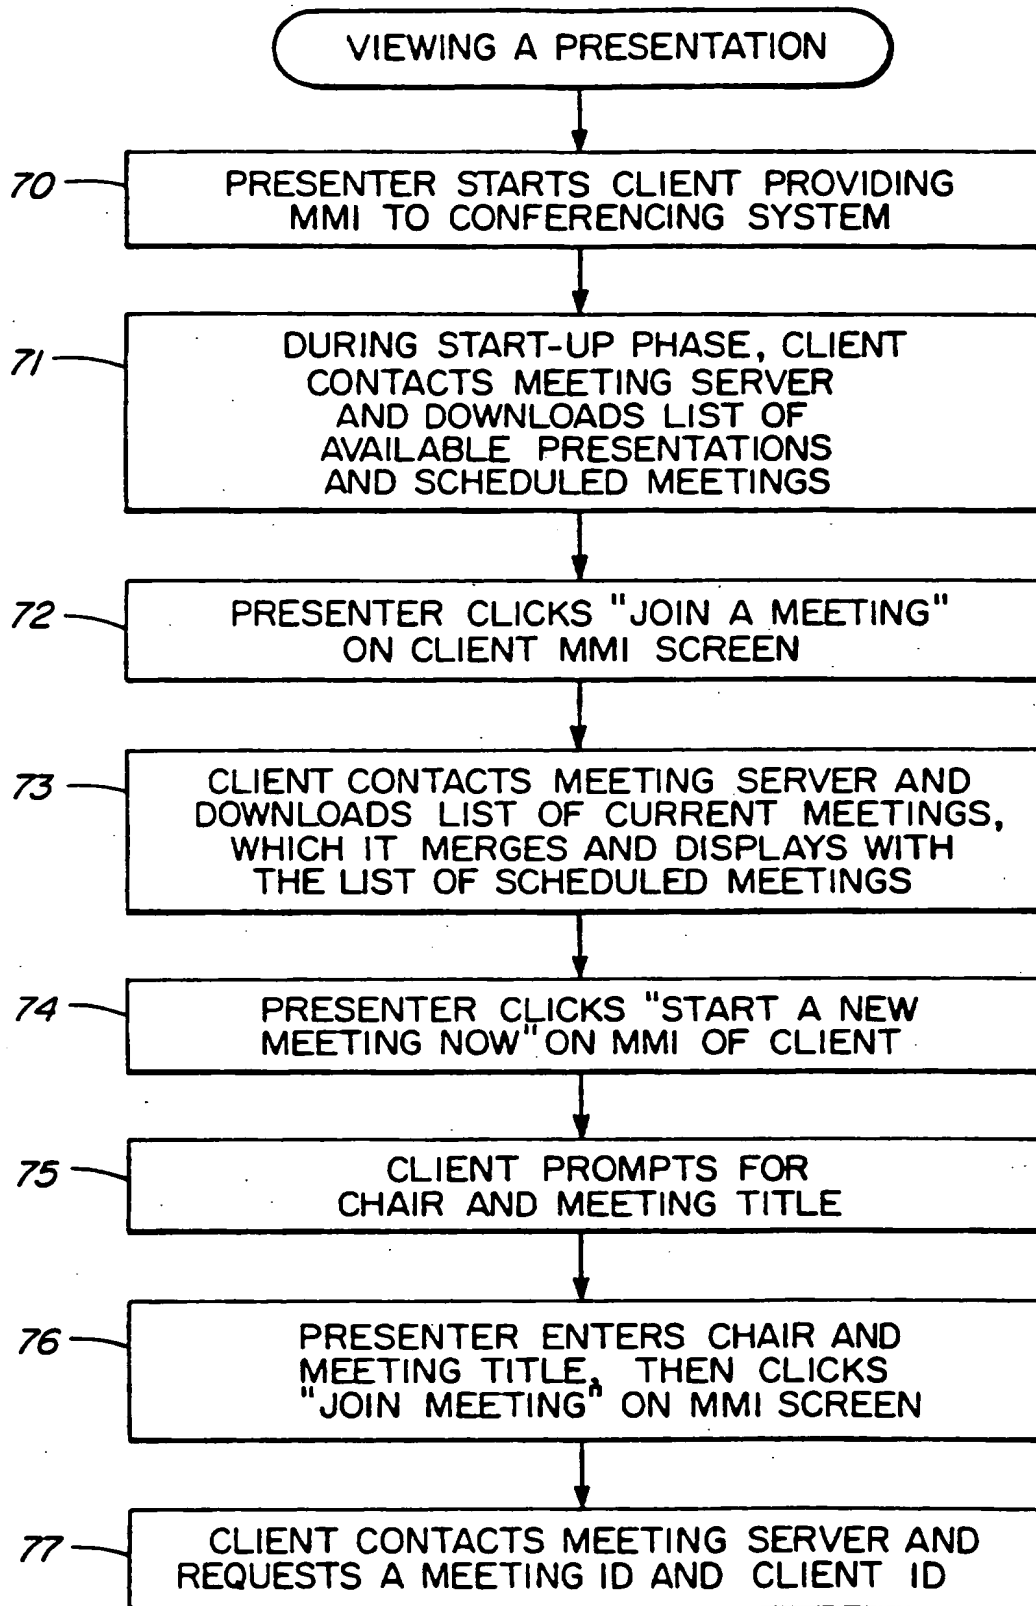 VIEWING A PRESENTATION
70
PRESENTER STARTS CLIENT PROVIDING
MMI TO CONFERENCING SYSTEM
71
DURING START-UP PHASE, CLIENT
CONTACTS MEETING SERVER
AND DOWNLOADS LIST OF
AVAILABLE PRESENTATIONS
AND SCHEDULED MEETINGS
72
PRESENTER CLICKS "JOIN A MEETING"
ON CLIENT MMI SCREEN
73
CLIENT CONTACTS MEETING SERVER AND
DOWNLOADS LIST OF CURRENT MEETINGS,
WHICH IT MERGES AND DISPLAYS WITH
THE LIST OF SCHEDULED MEETINGS
74
PRESENTER CLICKS "START A NEW
MEETING NOW" ON MMI OF CLIENT
75
CLIENT PROMPTS FOR
CHAIR AND MEETING TITLE
76
PRESENTER ENTERS CHAIR AND
MEETING TITLE, THEN CLICKS
"JOIN MEETING" ON MMI SCREEN
77
CLIENT CONTACTS MEETING SERVER AND
REQUESTS A MEETING ID AND CLIENT ID